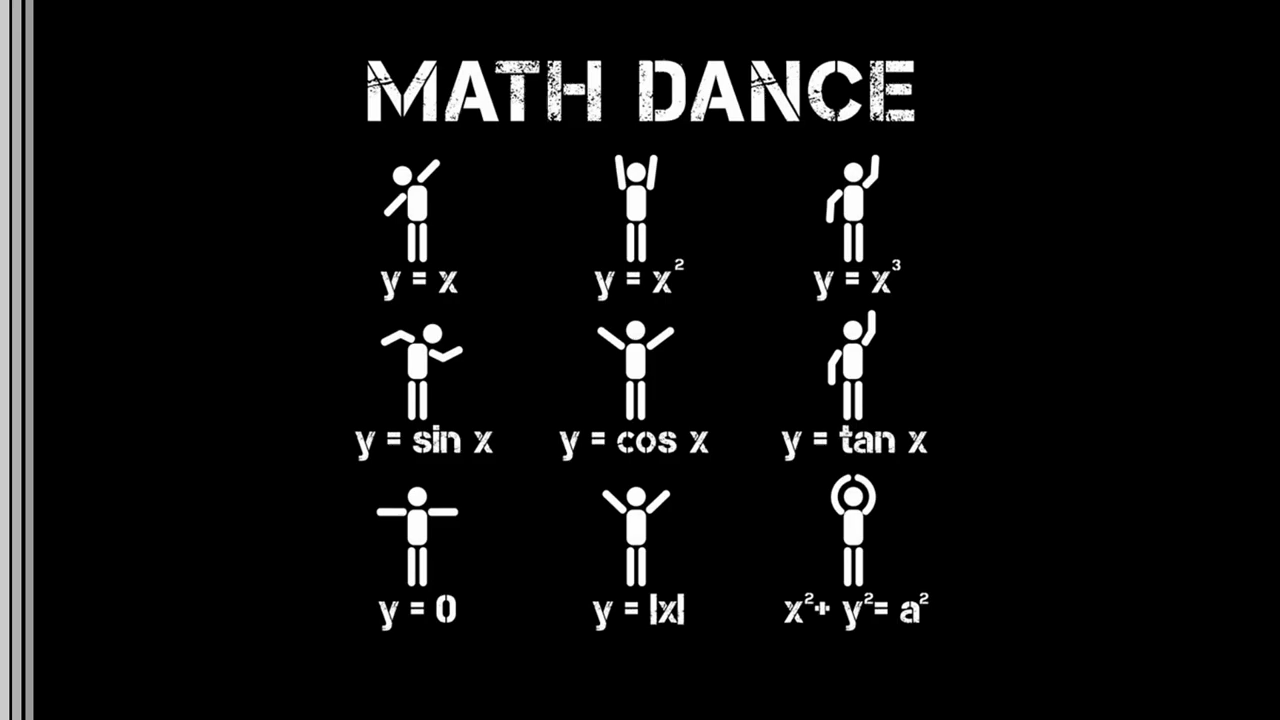 MATH DANCE
y = x
y = x²
y = x³
y = sin x
y = cos x
y = tan x
y = 0
y = |x|
x²+ y²= a²